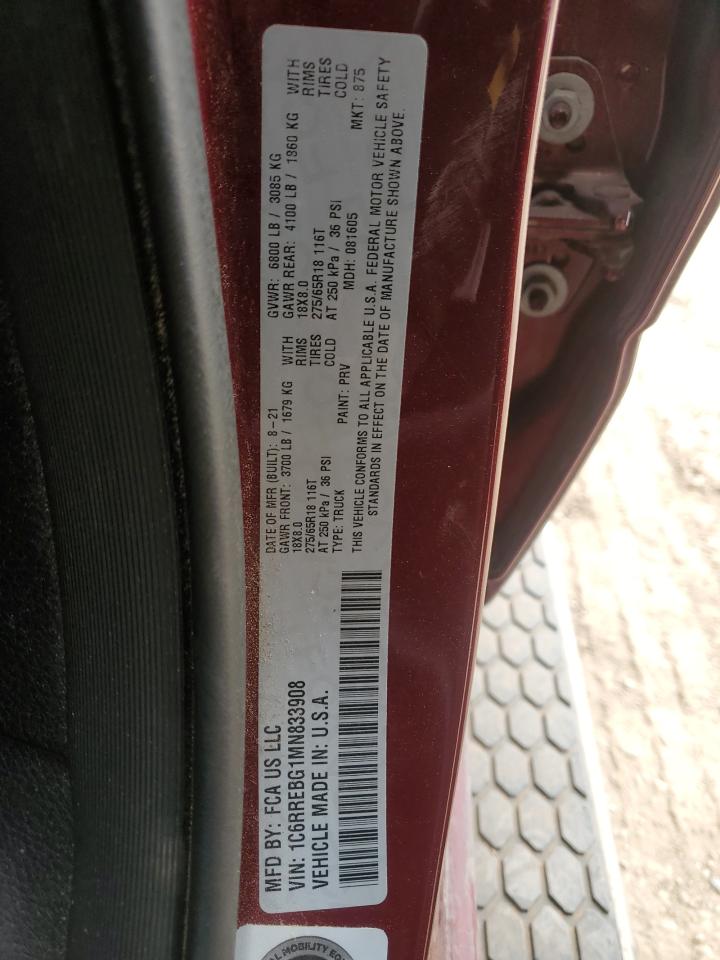 MFD BY: FCA US LLC
DATE OF MFR (BUILT): 8-21
GVWR: 6800 LB / 3085 KG
GAWR FRONT: 3700 LB / 1679 KG WITH
GAWR REAR: 4100 LB / 1860 KG WITH
18X8.0 RIMS
18X8.0 RIMS
275/65R18 116T TIRES
275/65R18 116T TIRES
AT 250 kPa / 36 PSI COLD
AT 250 kPa / 36 PSI COLD
VIN: 1C6RREBG1MN833908
TYPE: TRUCK
PAINT: PRV
MDH: 081605
MKT: 875
VEHICLE MADE IN: U.S.A.
THIS VEHICLE CONFORMS TO ALL APPLICABLE U.S.A. FEDERAL MOTOR VEHICLE SAFETY
STANDARDS IN EFFECT ON THE DATE OF MANUFACTURE SHOWN ABOVE.
MOBILITY